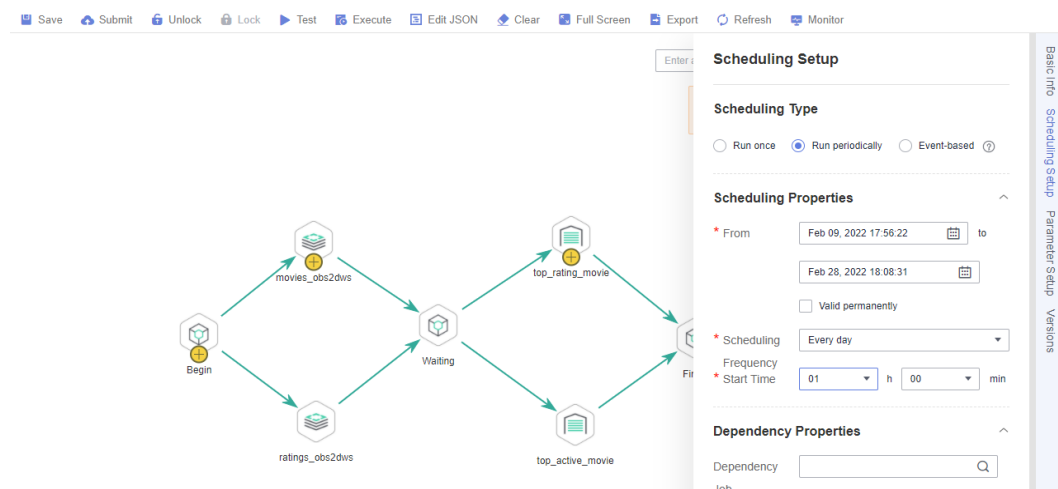 Save Submit Unlock Lock Test Execute Edit JSON Clear Full Screen Export Refresh Monitor
Enter
movies_obs2dws
top_rating_movie
Begin
Waiting
ratings_obs2dws
top_active_movie
Scheduling Setup
Scheduling Type
Run once Run periodically Event-based
Scheduling Properties
* From Feb 09, 2022 17:56:22 to
Feb 28, 2022 18:08:31
Valid permanently
* Scheduling Every day
Frequency
* Start Time 01 h 00 min
Dependency Properties
Dependency
Job
Basic Info
Scheduling Setup
Parameter Setup
Versions